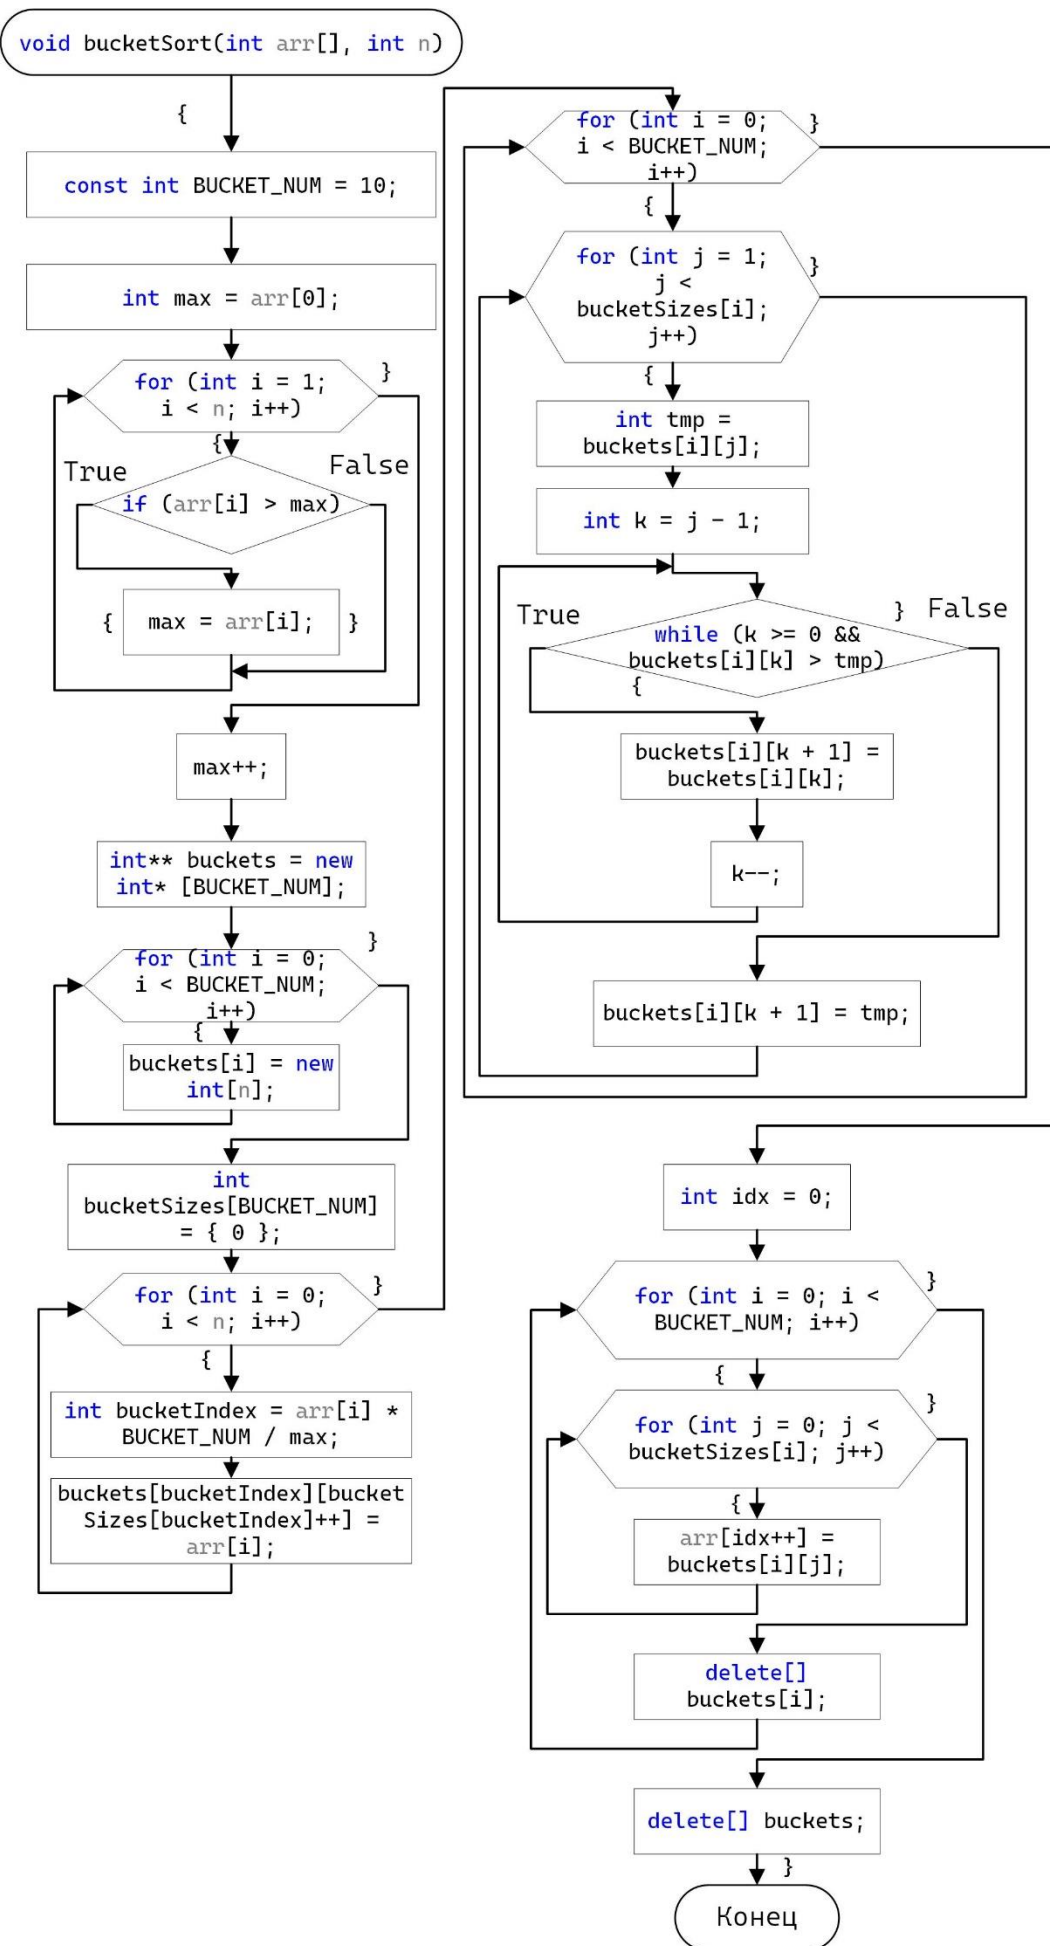 void bucketSort(int arr[], int n)
{
const int BUCKET_NUM = 10;
int max = arr[0];
for (int i = 1;
i < n; i++)
}
{
True
False
if (arr[i] > max)
{
max = arr[i];
}
max++;
int** buckets = new
int* [BUCKET_NUM];
}
for (int i = 0;
i < BUCKET_NUM;
i++)
{
buckets[i] = new
int[n];
int
bucketSizes[BUCKET_NUM]
= { 0 };
}
for (int i = 0;
i < n; i++)
{
int bucketIndex = arr[i] *
BUCKET_NUM / max;
buckets[bucketIndex][bucket
Sizes[bucketIndex]++] =
arr[i];
for (int i = 0;
i < BUCKET_NUM;
i++)
}
{
for (int j = 1;
j <
bucketSizes[i];
j++)
}
{
int tmp =
buckets[i][j];
int k = j - 1;
True
} False
while (k >= 0 &&
buckets[i][k] > tmp)
{
buckets[i][k + 1] =
buckets[i][k];
k--;
buckets[i][k + 1] = tmp;
int idx = 0;
}
for (int i = 0; i <
BUCKET_NUM; i++)
{
}
for (int j = 0; j <
bucketSizes[i]; j++)
{
arr[idx++] =
buckets[i][j];
delete[]
buckets[i];
delete[] buckets;
}
Конец